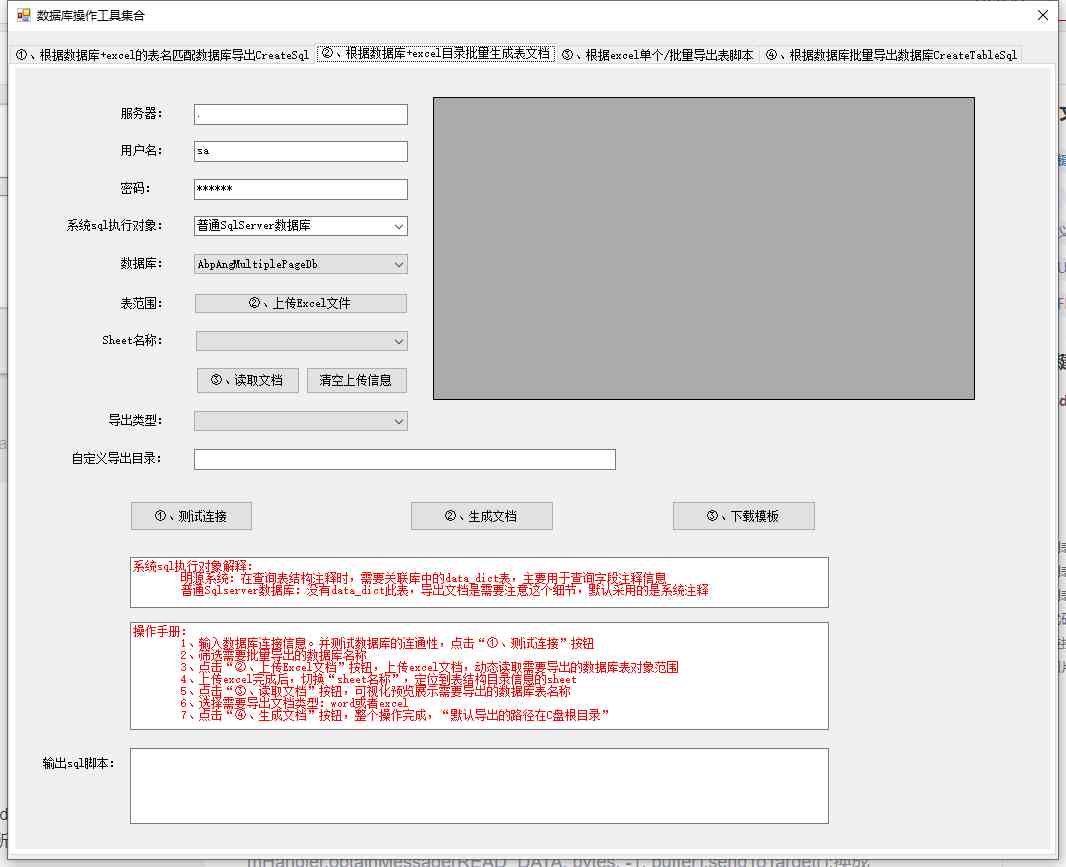 数据库操作工具集合
①、根据数据库+excel的表名匹配数据库导出CreateSql ②、根据数据库+excel目录批量生成表文档 ③、根据excel单个/批量导出表脚本 ④、根据数据库批量导出数据库CreateTableSql
服务器： .
用户名： sa
密码： ******
系统sql执行对象： 普通SqlServer数据库
数据库： AbpAngMultiplePageDb
表范围： ②、上传Excel文件
Sheet名称：
③、读取文档 清空上传信息
导出类型：
自定义导出目录：
①、测试连接 ②、生成文档 ③、下载模板
系统sql执行对象解释：
明源系统：在查询表结构注释时，需要关联库中的data_dict表，主要用于查询字段注释信息
普通Sqlserver数据库：没有data_dict此表，导出文档是需要注意这个细节，默认采用的是系统注释
操作手册：
1、输入数据库连接信息。并测试数据库的连通性，点击“①、测试连接”按钮
2、筛选需要批量导出的数据库名称
3、点击“②、上传Excel文档”按钮，上传excel文档，动态读取需要导出的数据库表对象范围
4、上传excel完成后，切换“sheet名称”，定位到表结构目录信息的sheet
5、点击“③、读取文档”按钮，可视化预览展示需要导出的数据库表名称
6、选择需要导出文档类型：word或者excel
7、点击“④、生成文档”按钮，整个操作完成，“默认导出的路径在C盘根目录”
输出sql脚本：